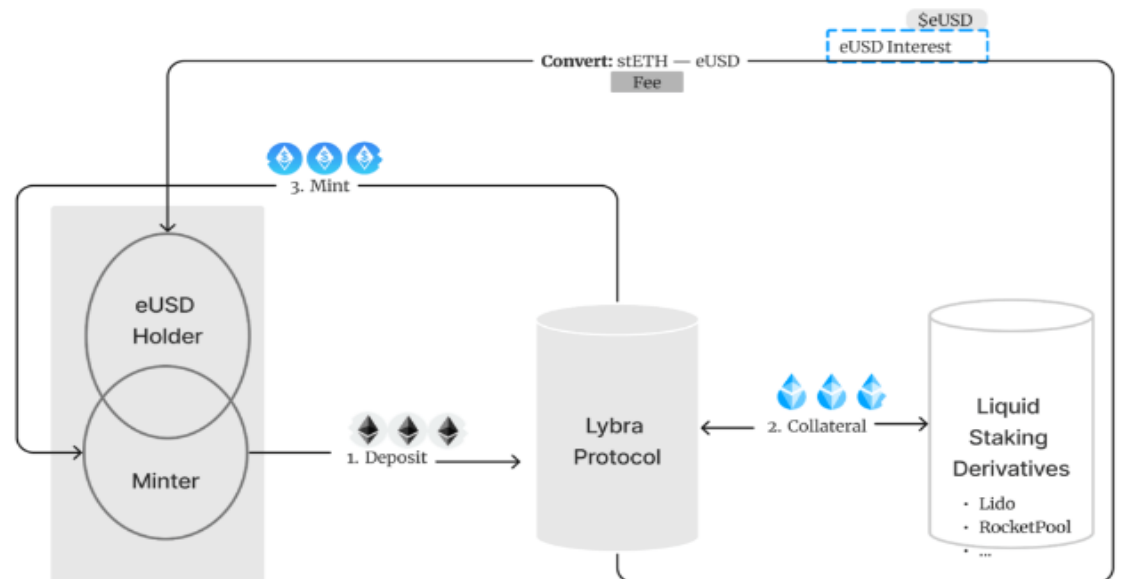 $eUSD
eUSD Interest
Convert: stETH — eUSD
Fee
3. Mint
eUSD
Holder
Minter
1. Deposit
Lybra
Protocol
2. Collateral
Liquid
Staking
Derivatives
· Lido
· RocketPool
· ...